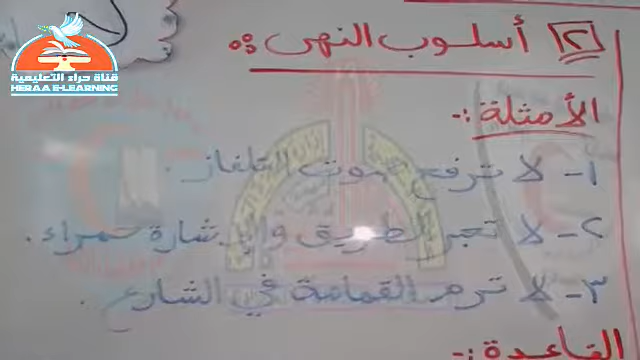 قناة حراء التعليمية
HERAA E-LEARNING
٢ أسلوب النهى :
الأمثلة :-
١- لا ترفع صوت التلفاز .
٢- لا تعبر الطريق والإشارة حمراء .
٣- لا ترم القمامة في الشارع .
القاعدة :-